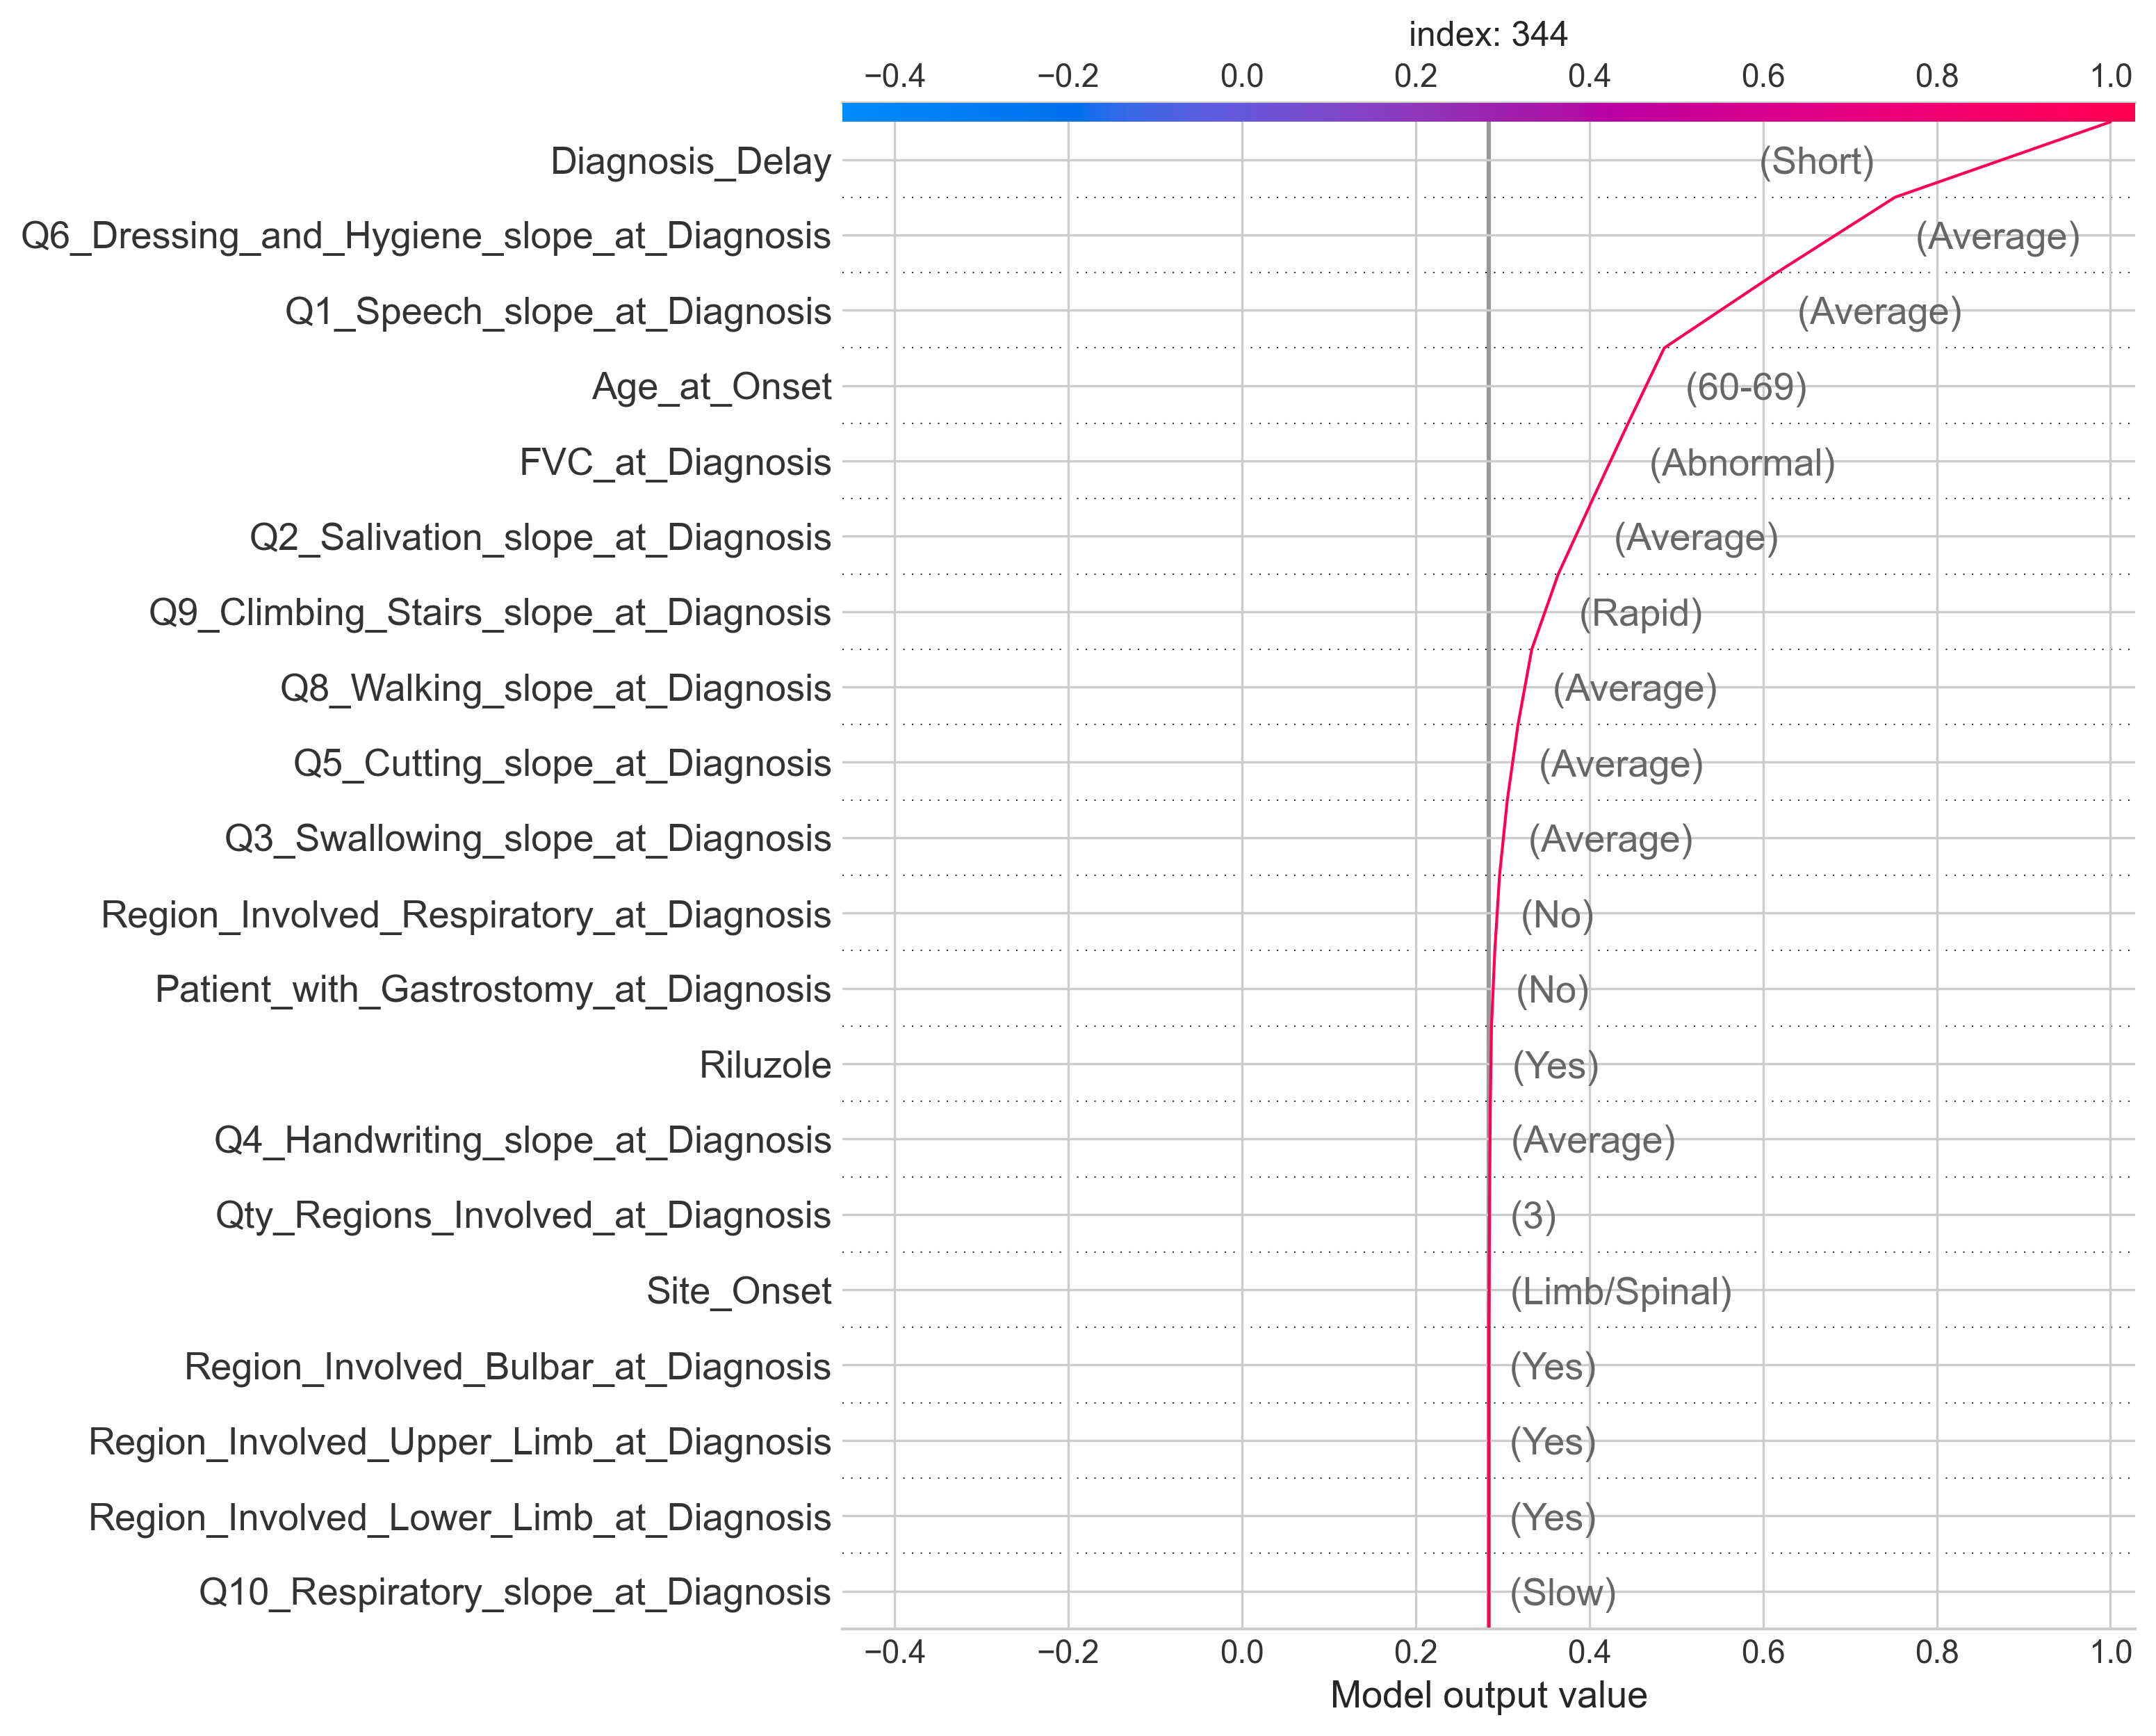 index: 344
−0.4 −0.2 0.0 0.2 0.4 0.6 0.8 1.0
Diagnosis_Delay (Short)
Q6_Dressing_and_Hygiene_slope_at_Diagnosis (Average)
Q1_Speech_slope_at_Diagnosis (Average)
Age_at_Onset (60-69)
FVC_at_Diagnosis (Abnormal)
Q2_Salivation_slope_at_Diagnosis (Average)
Q9_Climbing_Stairs_slope_at_Diagnosis (Rapid)
Q8_Walking_slope_at_Diagnosis (Average)
Q5_Cutting_slope_at_Diagnosis (Average)
Q3_Swallowing_slope_at_Diagnosis (Average)
Region_Involved_Respiratory_at_Diagnosis (No)
Patient_with_Gastrostomy_at_Diagnosis (No)
Riluzole (Yes)
Q4_Handwriting_slope_at_Diagnosis (Average)
Qty_Regions_Involved_at_Diagnosis (3)
Site_Onset (Limb/Spinal)
Region_Involved_Bulbar_at_Diagnosis (Yes)
Region_Involved_Upper_Limb_at_Diagnosis (Yes)
Region_Involved_Lower_Limb_at_Diagnosis (Yes)
Q10_Respiratory_slope_at_Diagnosis (Slow)
−0.4 −0.2 0.0 0.2 0.4 0.6 0.8 1.0
Model output value